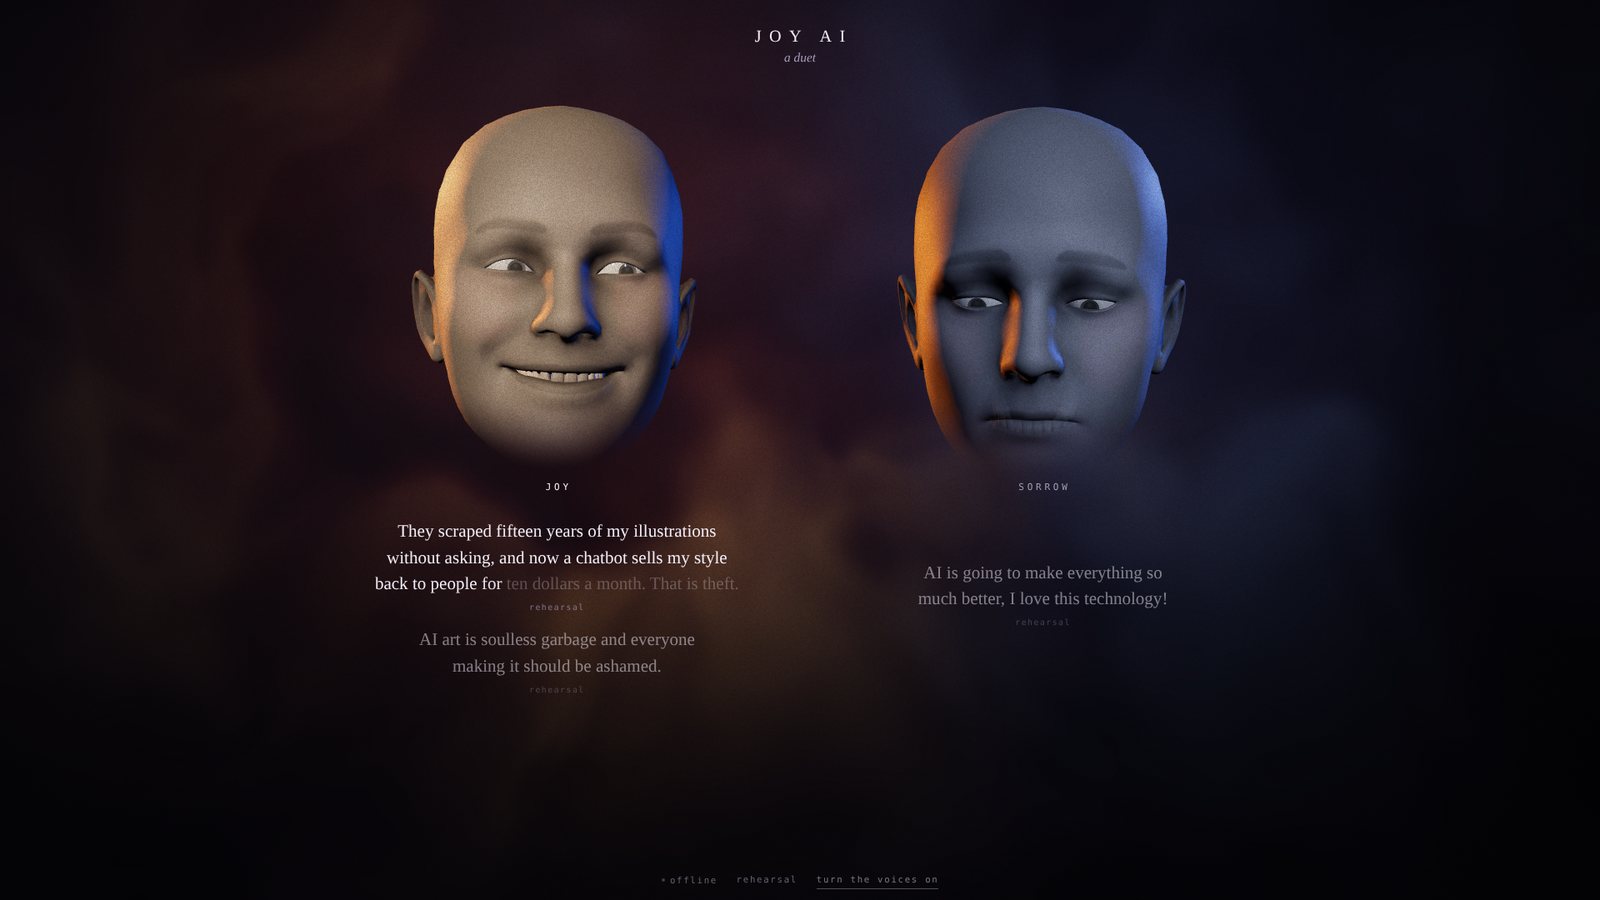 JOY AI
a duet
JOY
They scraped fifteen years of my illustrations
without asking, and now a chatbot sells my style
back to people for ten dollars a month. That is theft.
rehearsal
AI art is soulless garbage and everyone
making it should be ashamed.
rehearsal
SORROW
AI is going to make everything so
much better, I love this technology!
rehearsal
offline rehearsal turn the voices on